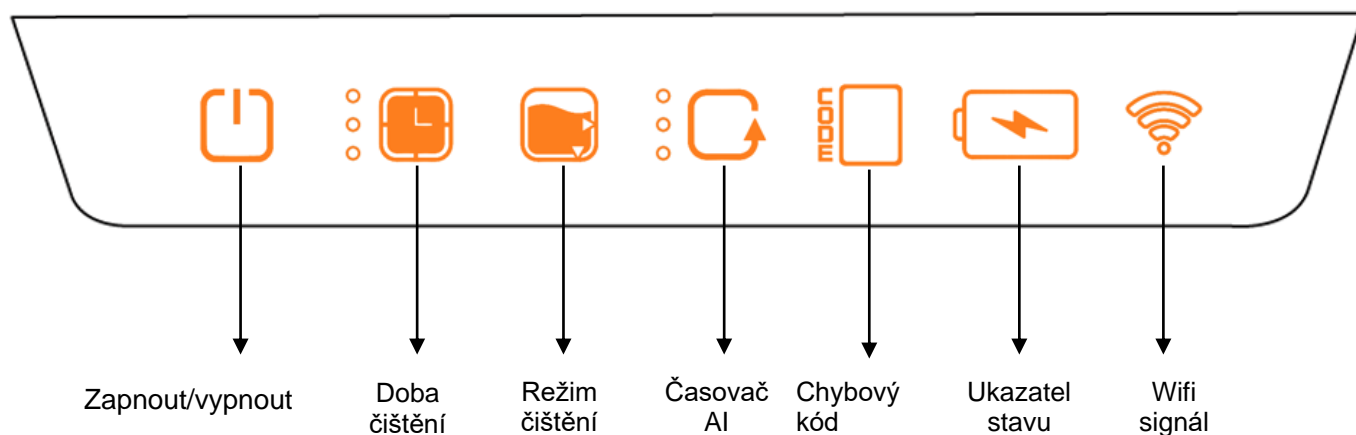 CODE
Zapnout/vypnout
Doba
čištění
Režim
čištění
Časovač
AI
Chybový
kód
Ukazatel
stavu
Wifi
signál